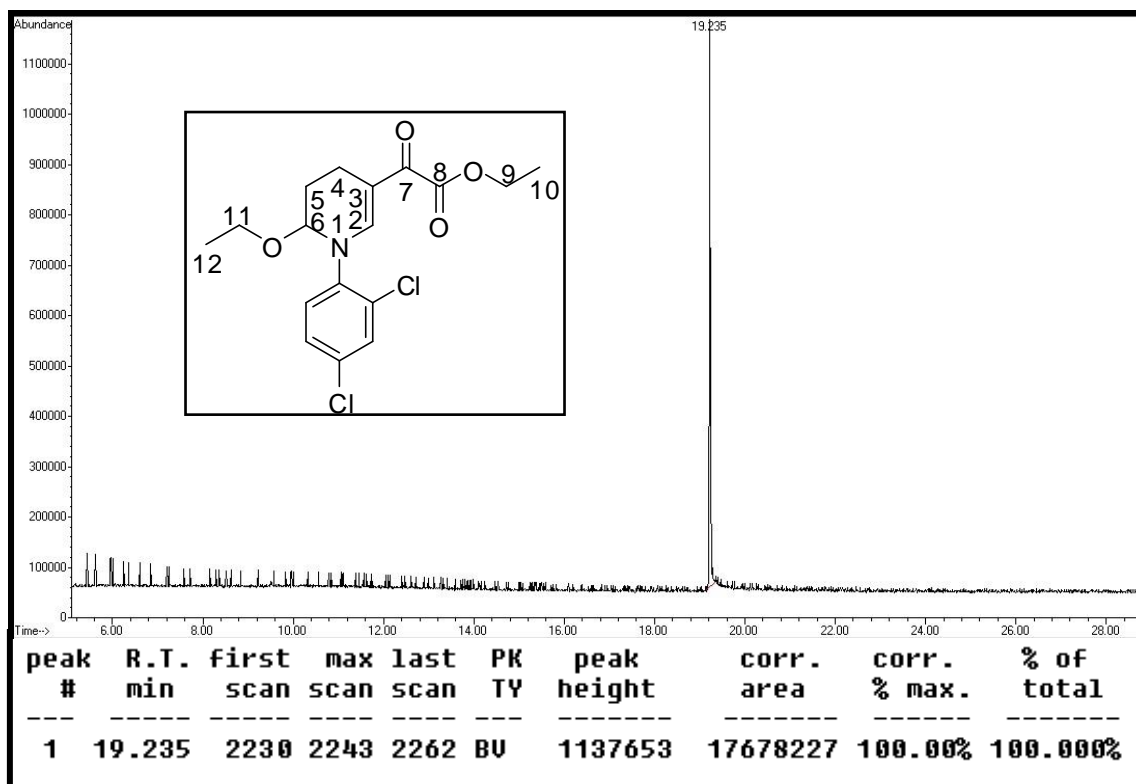 Abundance
19.235
1100000
1000000
900000
800000
700000
600000
500000
400000
300000
200000
100000
0
O
8
O
9
10
7
O
4
3
5
11
6
1
2
O
N
12
Cl
Cl
Time-->
6.00 8.00 10.00 12.00 14.00 16.00 18.00 20.00 22.00 24.00 26.00 28.00
peak R.T. first max last PK peak corr. corr. % of
# min scan scan scan TY height area % max. total
--- ----- ----- ---- ---- --- ------- ------- ------ -------
1 19.235 2230 2243 2262 BV 1137653 17678227 100.00% 100.000%